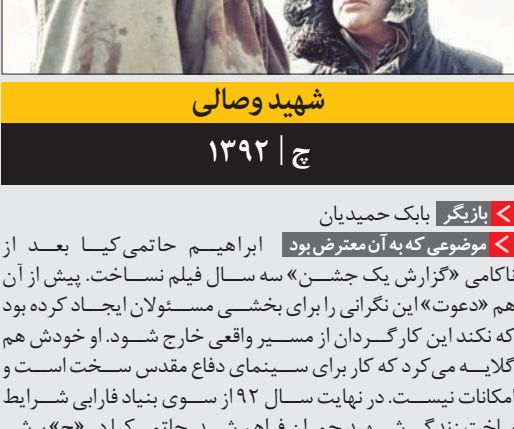 شهید وصالی
چ | ۱۳۹۲
بازیگر بابک حمیدیان
موضوعی که به آن معترض بود ابراهیم حاتمی‌کیا بعد از
ناکامی «گزارش یک جشن» سه سال فیلم نساخت. پیش از آن
هم «دعوت» این نگرانی را برای بخشی مسئولان ایجاد کرده بود
که نکند این کارگردان از مسیر واقعی خارج شود. او خودش هم
گلایه می‌کرد که کار برای سینمای دفاع مقدس سخت است و
امکانات نیست. در نهایت سال ۹۲ از سوی بنیاد فارابی شرایط